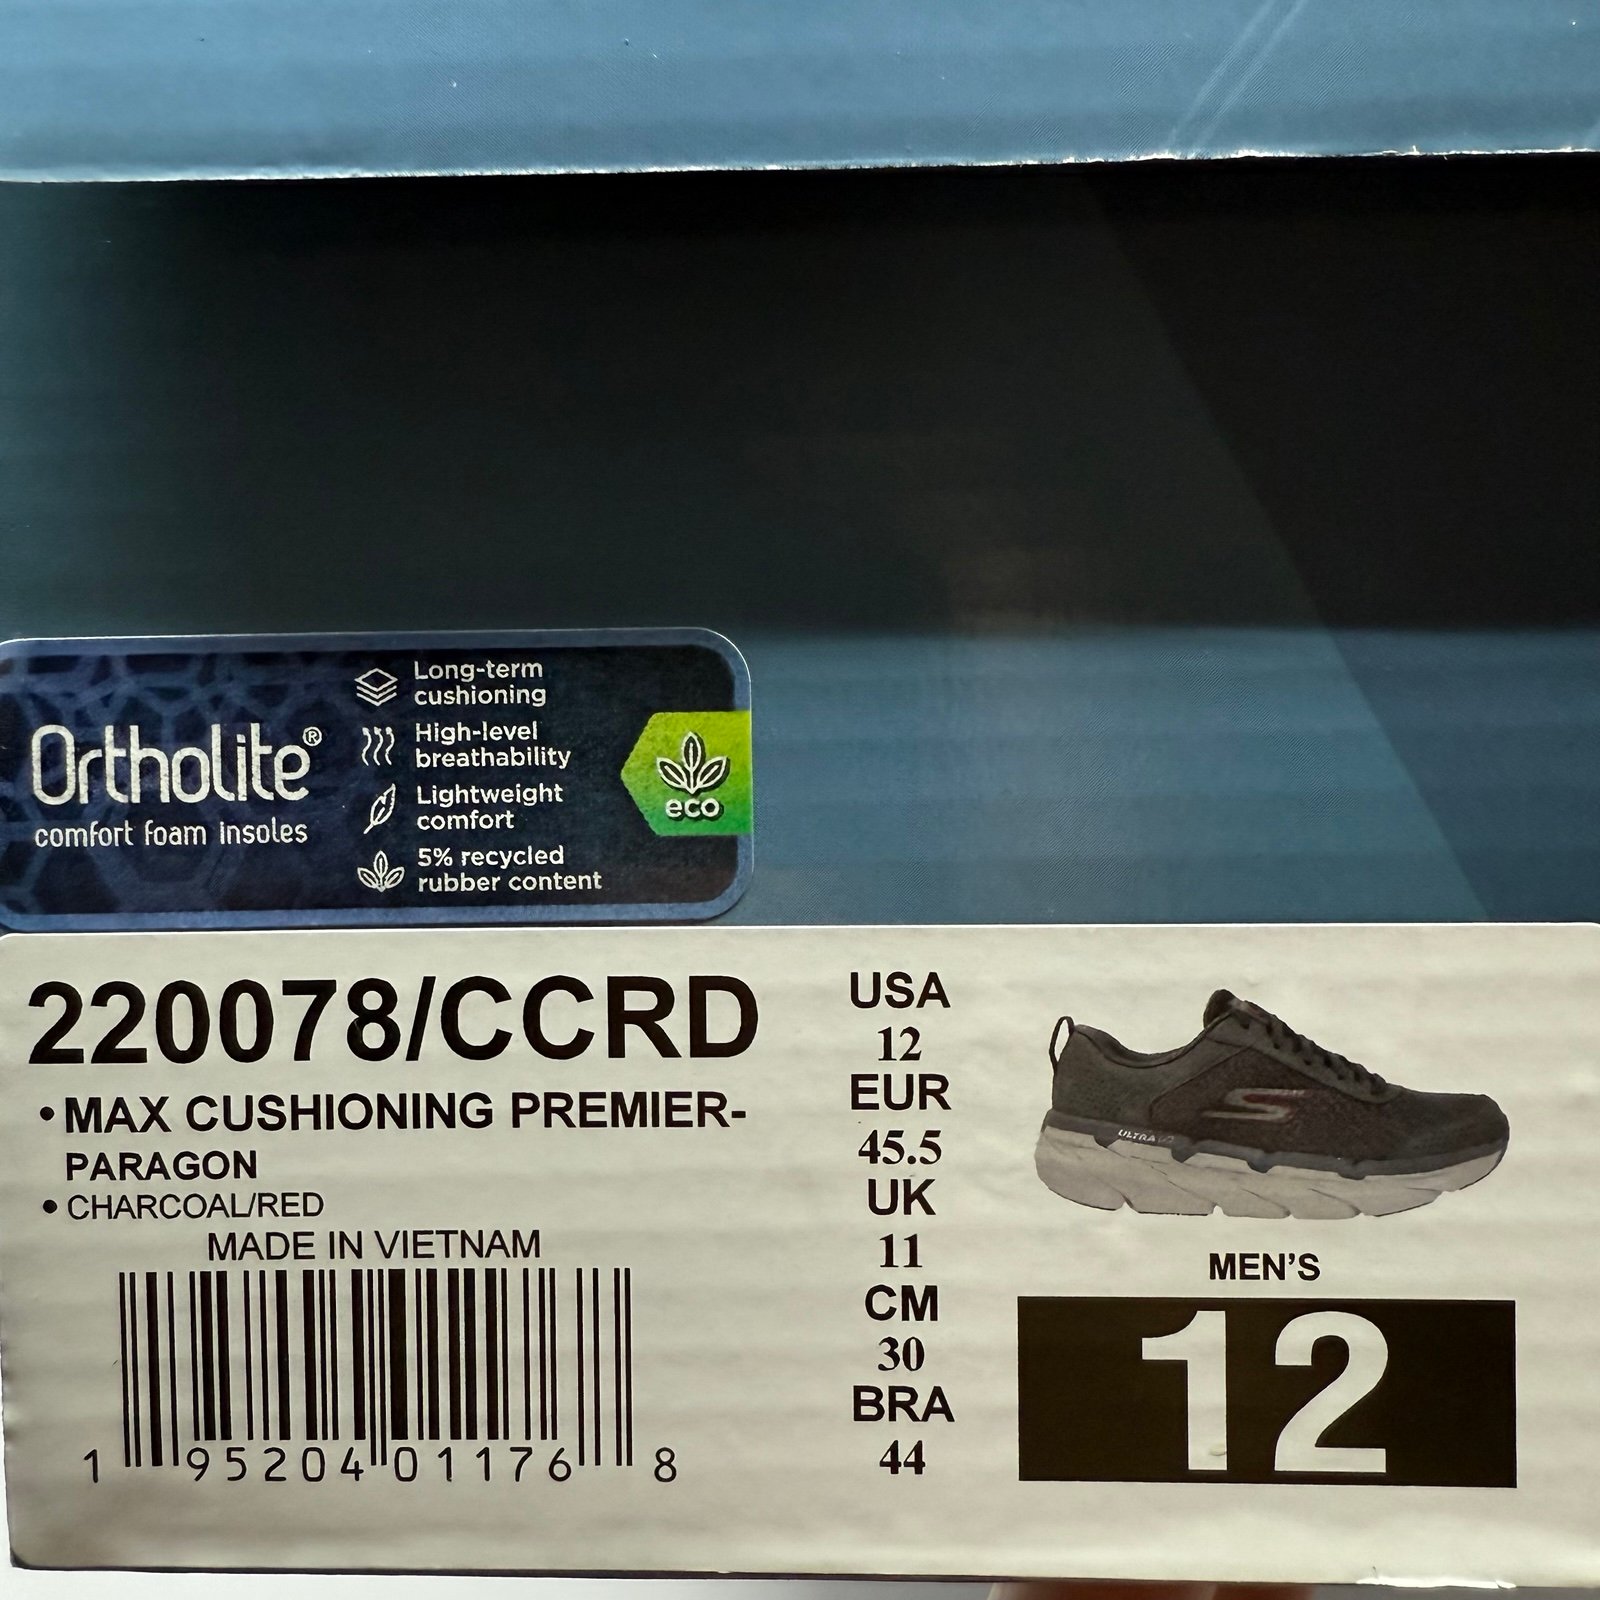 Ortholite®
comfort foam insoles
Long-term
cushioning
High-level
breathability
Lightweight
comfort
5% recycled
rubber content
eco
220078/CCRD
• MAX CUSHIONING PREMIER-
PARAGON
• CHARCOAL/RED
MADE IN VIETNAM
1 95204 01176 8
USA
12
EUR
45.5
UK
11
CM
30
BRA
44
MEN'S
12